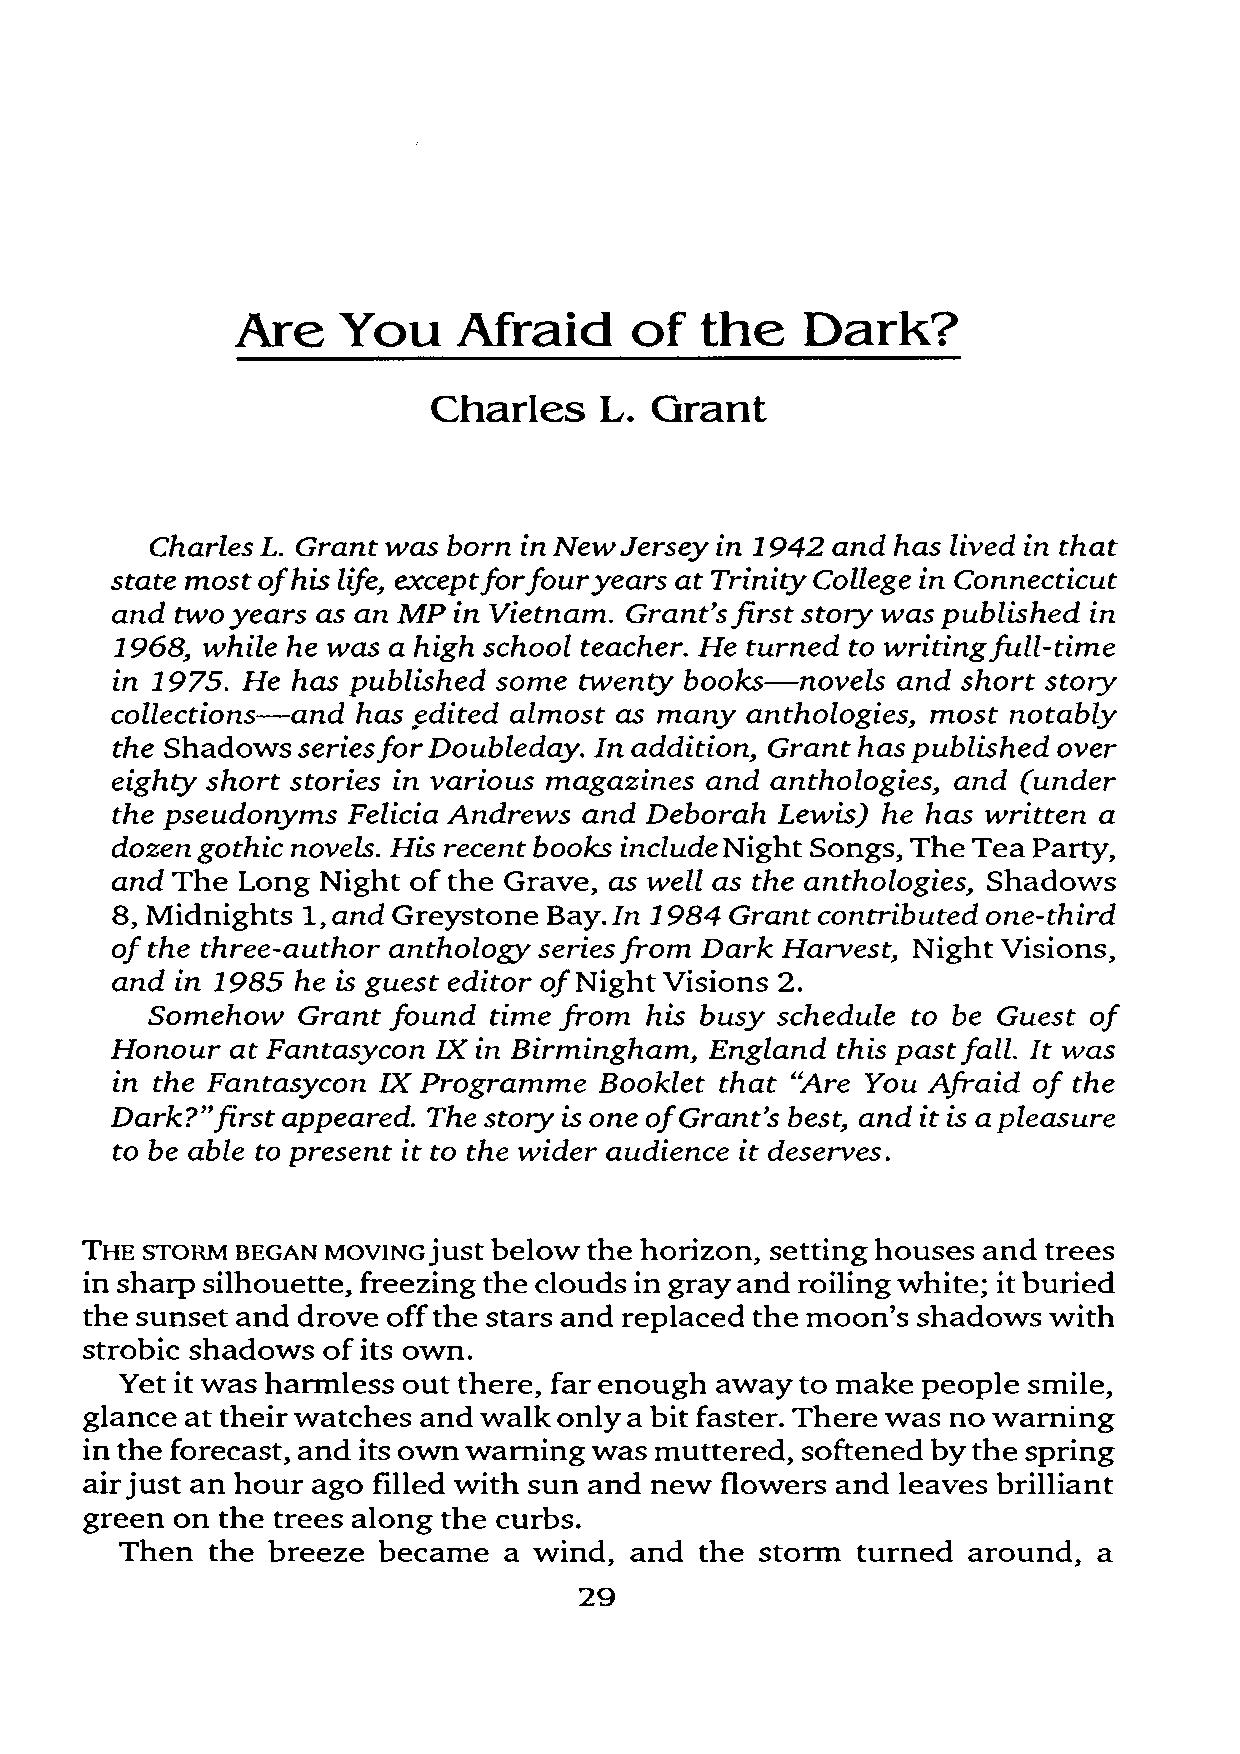 Are You Afraid of the Dark?
Charles L. Grant
Charles L. Grant was born in New Jersey in 1942 and has lived in that
state most of his life, except for four years at Trinity College in Connecticut
and two years as an MP in Vietnam. Grant's first story was published in
1968, while he was a high school teacher. He turned to writing full-time
in 1975. He has published some twenty books—novels and short story
collections—and has edited almost as many anthologies, most notably
the Shadows series for Doubleday. In addition, Grant has published over
eighty short stories in various magazines and anthologies, and (under
the pseudonyms Felicia Andrews and Deborah Lewis) he has written a
dozen gothic novels. His recent books include Night Songs, The Tea Party,
and The Long Night of the Grave, as well as the anthologies, Shadows
8, Midnights 1, and Greystone Bay. In 1984 Grant contributed one-third
of the three-author anthology series from Dark Harvest, Night Visions,
and in 1985 he is guest editor of Night Visions 2.
Somehow Grant found time from his busy schedule to be Guest of
Honour at Fantasycon IX in Birmingham, England this past fall. It was
in the Fantasycon IX Programme Booklet that “Are You Afraid of the
Dark?” first appeared. The story is one of Grant's best, and it is a pleasure
to be able to present it to the wider audience it deserves.
THE STORM BEGAN MOVING just below the horizon, setting houses and trees
in sharp silhouette, freezing the clouds in gray and roiling white; it buried
the sunset and drove off the stars and replaced the moon's shadows with
strobic shadows of its own.
Yet it was harmless out there, far enough away to make people smile,
glance at their watches and walk only a bit faster. There was no warning
in the forecast, and its own warning was muttered, softened by the spring
air just an hour ago filled with sun and new flowers and leaves brilliant
green on the trees along the curbs.
Then the breeze became a wind, and the storm turned around, a
29